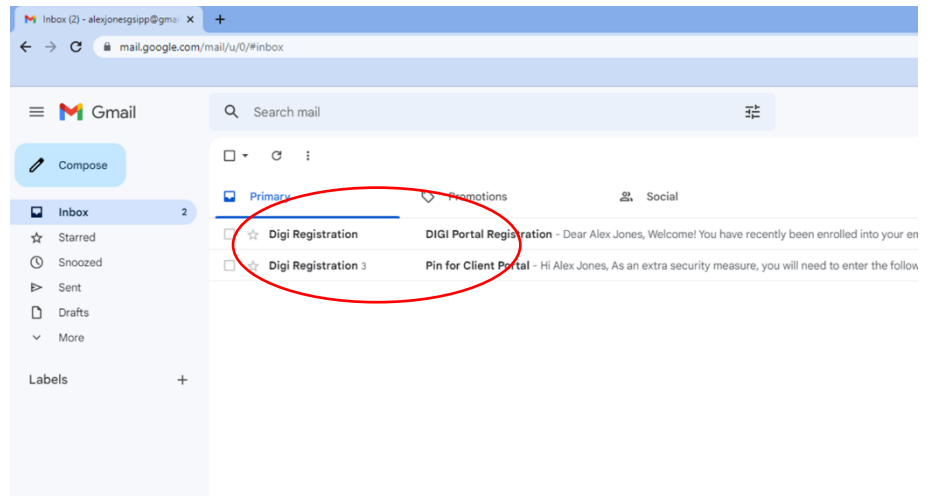 Inbox (2) - alexjonesgsipp@gmai
mail.google.com/mail/u/0/#inbox
Gmail
Search mail
Compose
Primary Promotions Social
Inbox 2
Starred
Snoozed
Sent
Drafts
More
Labels
Digi Registration DIGI Portal Registration - Dear Alex Jones, Welcome! You have recently been enrolled into your em
Digi Registration 3 Pin for Client Portal - Hi Alex Jones, As an extra security measure, you will need to enter the follow